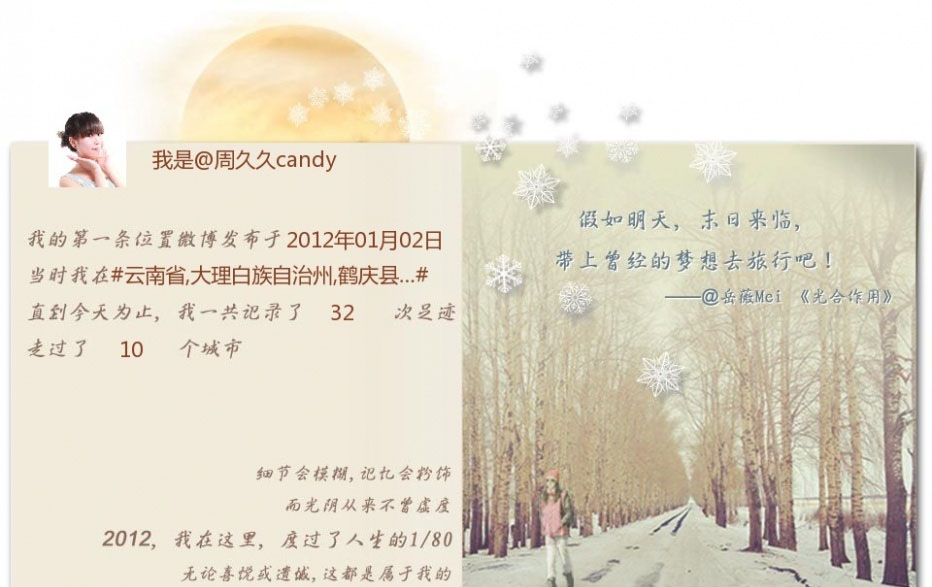 我是@周久久candy
我的第一条位置微博发布于2012年01月02日
当时我在#云南省,大理白族自治州,鹤庆县...#
直到今天为止，我一共记录了 32 次足迹
走过了 10 个城市
细节会模糊,记忆会粉饰
而光阴从来不曾虚度
2012，我在这里，度过了人生的1/80
无论喜悦或遗憾,这都是属于我的
假如明天，末日来临，
带上曾经的梦想去旅行吧！
——@岳薇Mei 《光合作用》